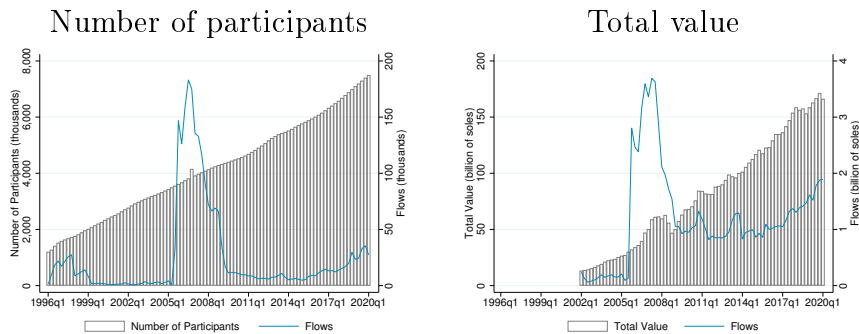 Number of participants
Number of Participants (thousands)
8,000
6,000
4,000
2,000
0
200
150
100
50
0
Flows (thousands)
1996q1 1999q1 2002q1 2005q1 2008q1 2011q1 2014q1 2017q1 2020q1
Number of Participants Flows
Total value
Total Value (billion of soles)
200
150
100
50
0
4
3
2
1
0
Flows (billion of soles)
1996q1 1999q1 2002q1 2005q1 2008q1 2011q1 2014q1 2017q1 2020q1
Total Value Flows